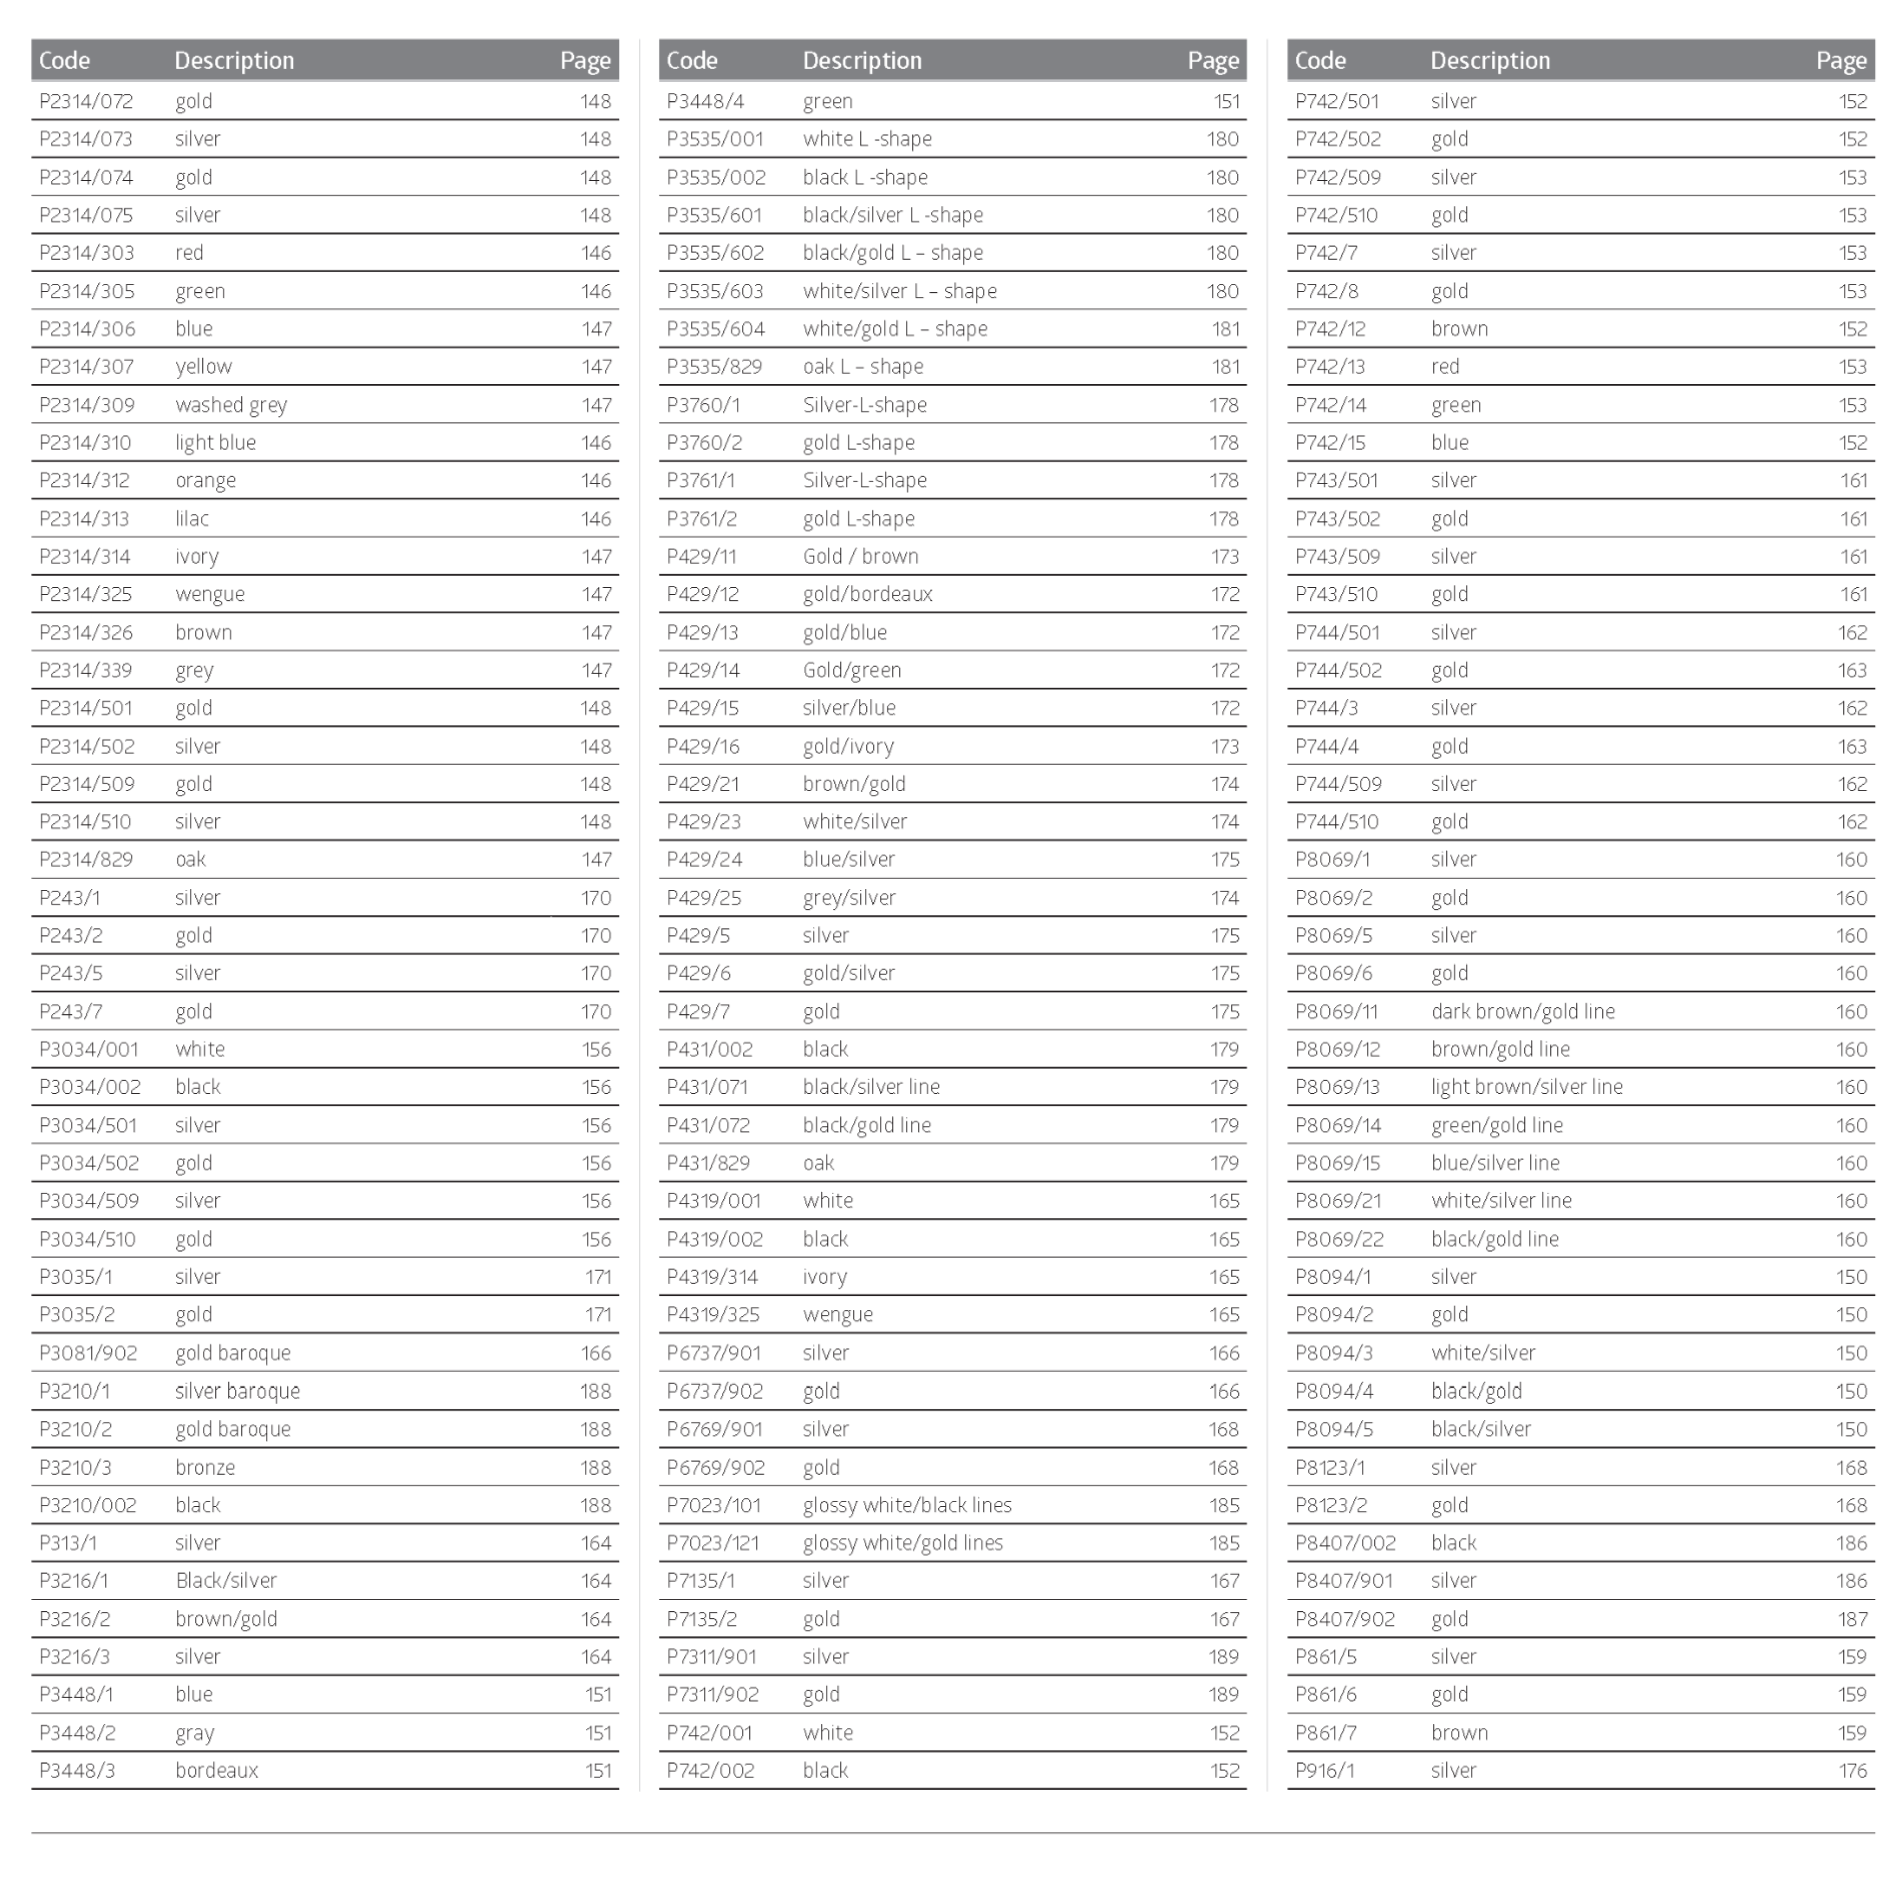 Code Description Page
P2314/072 gold 148
P2314/073 silver 148
P2314/074 gold 148
P2314/075 silver 148
P2314/303 red 146
P2314/305 green 146
P2314/306 blue 147
P2314/307 yellow 147
P2314/309 washed grey 147
P2314/310 light blue 146
P2314/312 orange 146
P2314/313 lilac 146
P2314/314 ivory 147
P2314/325 wengue 147
P2314/326 brown 147
P2314/339 grey 147
P2314/501 gold 148
P2314/502 silver 148
P2314/509 gold 148
P2314/510 silver 148
P2314/829 oak 147
P243/1 silver 170
P243/2 gold 170
P243/5 silver 170
P243/7 gold 170
P3034/001 white 156
P3034/002 black 156
P3034/501 silver 156
P3034/502 gold 156
P3034/509 silver 156
P3034/510 gold 156
P3035/1 silver 171
P3035/2 gold 171
P3081/902 gold baroque 166
P3210/1 silver baroque 188
P3210/2 gold baroque 188
P3210/3 bronze 188
P3210/002 black 188
P313/1 silver 164
P3216/1 Black/silver 164
P3216/2 brown/gold 164
P3216/3 silver 164
P3448/1 blue 151
P3448/2 gray 151
P3448/3 bordeaux 151
Code Description Page
P3448/4 green 151
P3535/001 white L -shape 180
P3535/002 black L -shape 180
P3535/601 black/silver L -shape 180
P3535/602 black/gold L – shape 180
P3535/603 white/silver L – shape 180
P3535/604 white/gold L – shape 181
P3535/829 oak L – shape 181
P3760/1 Silver-L-shape 178
P3760/2 gold L-shape 178
P3761/1 Silver-L-shape 178
P3761/2 gold L-shape 178
P429/11 Gold / brown 173
P429/12 gold/bordeaux 172
P429/13 gold/blue 172
P429/14 Gold/green 172
P429/15 silver/blue 172
P429/16 gold/ivory 173
P429/21 brown/gold 174
P429/23 white/silver 174
P429/24 blue/silver 175
P429/25 grey/silver 174
P429/5 silver 175
P429/6 gold/silver 175
P429/7 gold 175
P431/002 black 179
P431/071 black/silver line 179
P431/072 black/gold line 179
P431/829 oak 179
P4319/001 white 165
P4319/002 black 165
P4319/314 ivory 165
P4319/325 wengue 165
P6737/901 silver 166
P6737/902 gold 166
P6769/901 silver 168
P6769/902 gold 168
P7023/101 glossy white/black lines 185
P7023/121 glossy white/gold lines 185
P7135/1 silver 167
P7135/2 gold 167
P7311/901 silver 189
P7311/902 gold 189
P742/001 white 152
P742/002 black 152
Code Description Page
P742/501 silver 152
P742/502 gold 152
P742/509 silver 153
P742/510 gold 153
P742/7 silver 153
P742/8 gold 153
P742/12 brown 152
P742/13 red 153
P742/14 green 153
P742/15 blue 152
P743/501 silver 161
P743/502 gold 161
P743/509 silver 161
P743/510 gold 161
P744/501 silver 162
P744/502 gold 163
P744/3 silver 162
P744/4 gold 163
P744/509 silver 162
P744/510 gold 162
P8069/1 silver 160
P8069/2 gold 160
P8069/5 silver 160
P8069/6 gold 160
P8069/11 dark brown/gold line 160
P8069/12 brown/gold line 160
P8069/13 light brown/silver line 160
P8069/14 green/gold line 160
P8069/15 blue/silver line 160
P8069/21 white/silver line 160
P8069/22 black/gold line 160
P8094/1 silver 150
P8094/2 gold 150
P8094/3 white/silver 150
P8094/4 black/gold 150
P8094/5 black/silver 150
P8123/1 silver 168
P8123/2 gold 168
P8407/002 black 186
P8407/901 silver 186
P8407/902 gold 187
P861/5 silver 159
P861/6 gold 159
P861/7 brown 159
P916/1 silver 176